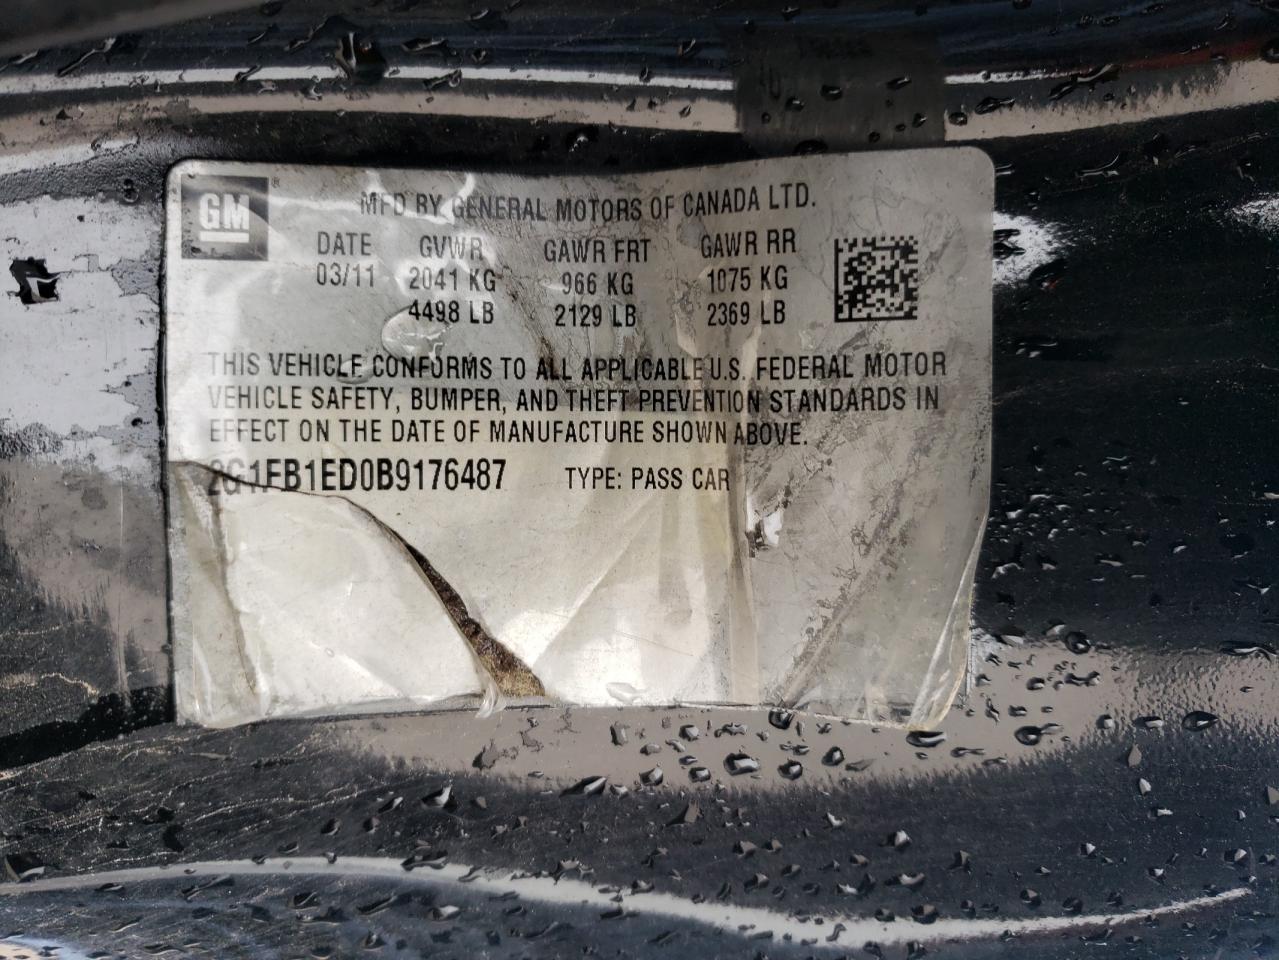 GM
MFD BY GENERAL MOTORS OF CANADA LTD.
DATE GVWR GAWR FRT GAWR RR
03/11 2041 KG 966 KG 1075 KG
4498 LB 2129 LB 2369 LB
THIS VEHICLE CONFORMS TO ALL APPLICABLE U.S. FEDERAL MOTOR
VEHICLE SAFETY, BUMPER, AND THEFT PREVENTION STANDARDS IN
EFFECT ON THE DATE OF MANUFACTURE SHOWN ABOVE.
2G1FB1ED0B9176487 TYPE: PASS CAR